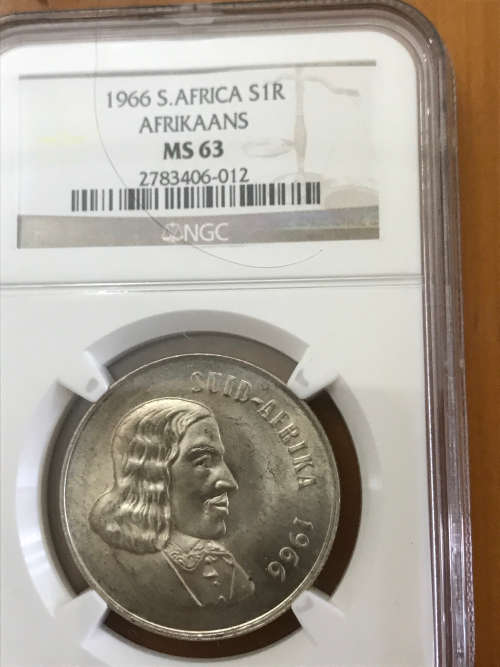 1966 S.AFRICA S1R
AFRIKAANS
MS 63
2783406-012
NGC
SUID-AFRIKA 1966